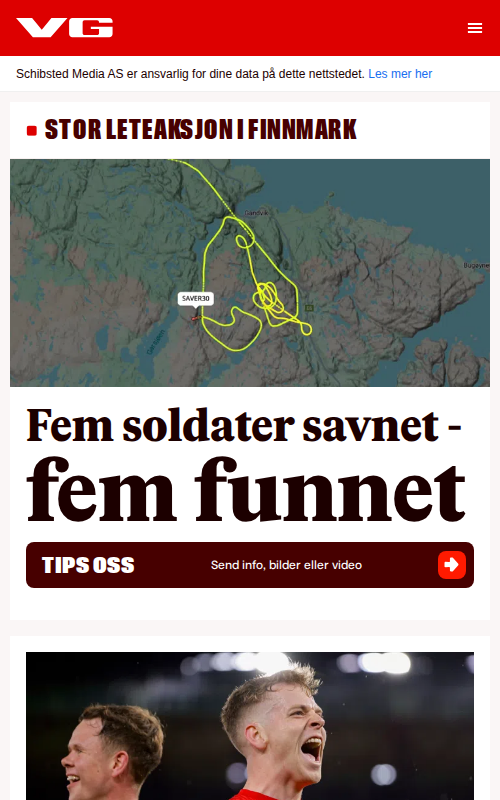 VG
Schibsted Media AS er ansvarlig for dine data på dette nettstedet. Les mer her
STOR LETEAKSJON I FINNMARK
Gandvik
Bugøynes
SAVER30
Fem soldater savnet -
fem funnet
TIPS OSS
Send info, bilder eller video